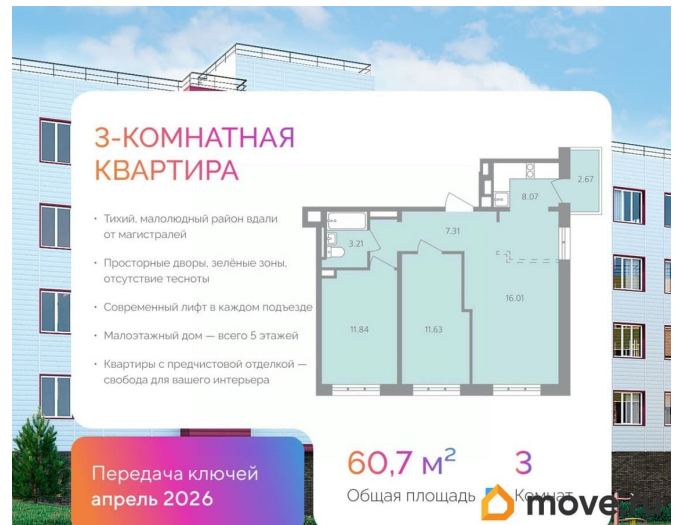 3-КОМНАТНАЯ
КВАРТИРА
• Тихий, малолюдный район вдали
от магистралей
• Просторные дворы, зелёные зоны,
отсутствие тесноты
• Современный лифт в каждом подъезде
• Малоэтажный дом — всего 5 этажей
• Квартиры с предчистовой отделкой —
свобода для вашего интерьера
2.67
8.07
7.31
3.21
16.01
11.84
11.63
Передача ключей
апрель 2026
60,7 м²
Общая площадь
3
Комнат
move